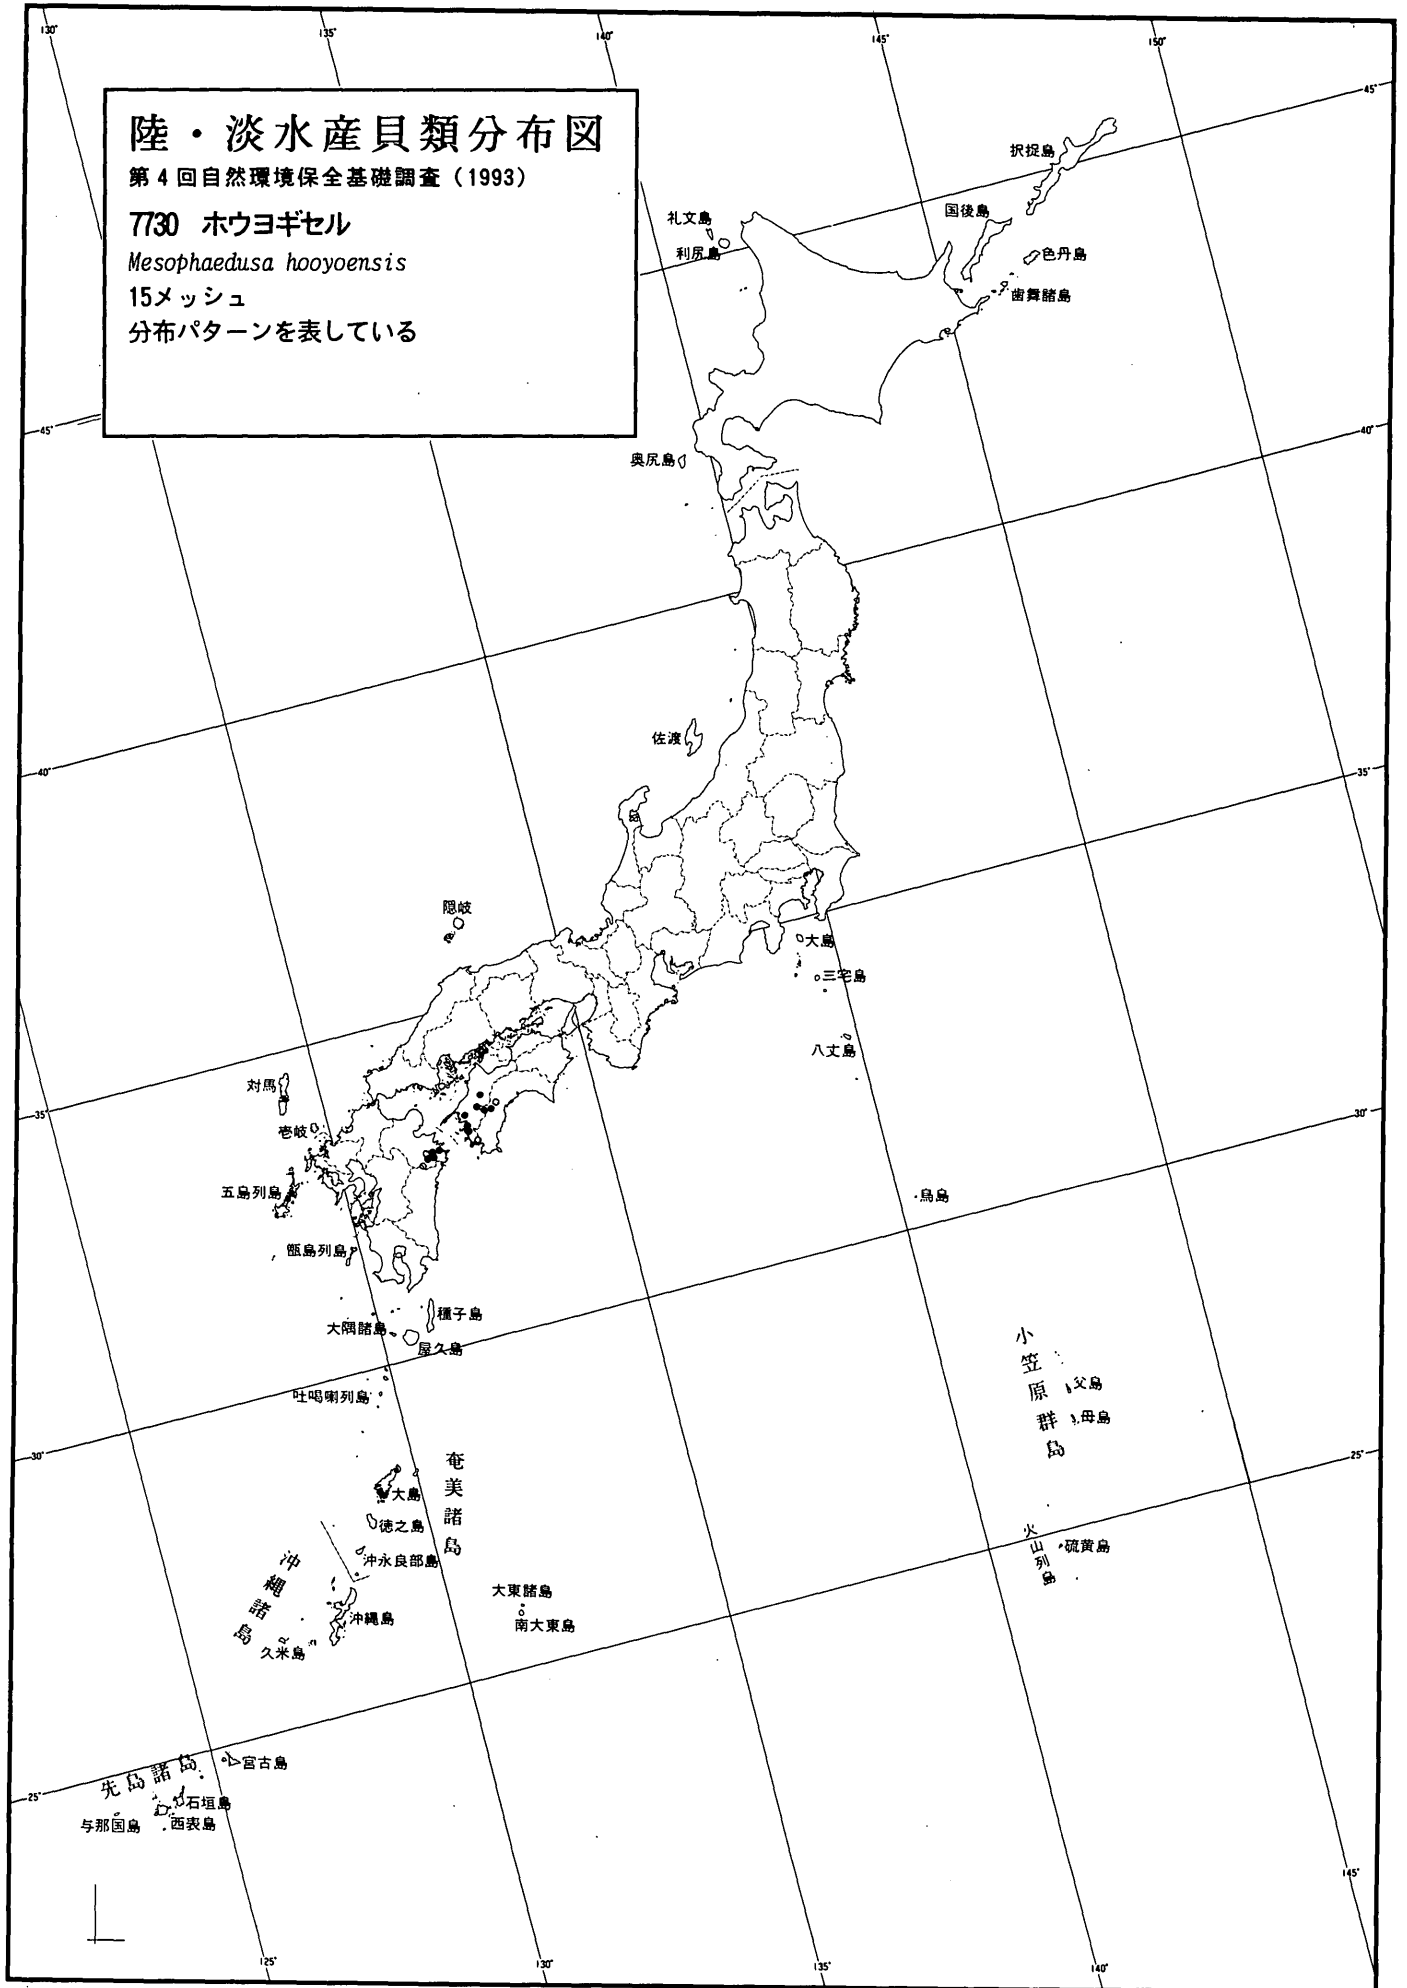 130°
135°
140°
145°
150°
45°
陸・淡水産貝類分布図
第4回自然環境保全基礎調査（1993）
7730 ホウヨギセル
Mesophaedusa hooyoensis
15メッシュ
分布パターンを表している
択捉島
国後島
礼文島
利尻島
色丹島
歯舞諸島
45°
40°
奥尻島
佐渡
40°
35°
隠岐
大島
三宅島
八丈島
対馬
35°
壱岐
30°
五島列島
鳥島
甑島列島
種子島
大隅諸島
屋久島
吐噶喇列島
小笠原群島
父島
母島
30°
25°
奄美諸島
大島
徳之島
沖永良部島
火山列島
硫黄島
沖縄諸島
大東諸島
南大東島
沖縄島
久米島
先島諸島
宮古島
25°
石垣島
与那国島
西表島
145°
125°
130°
135°
140°